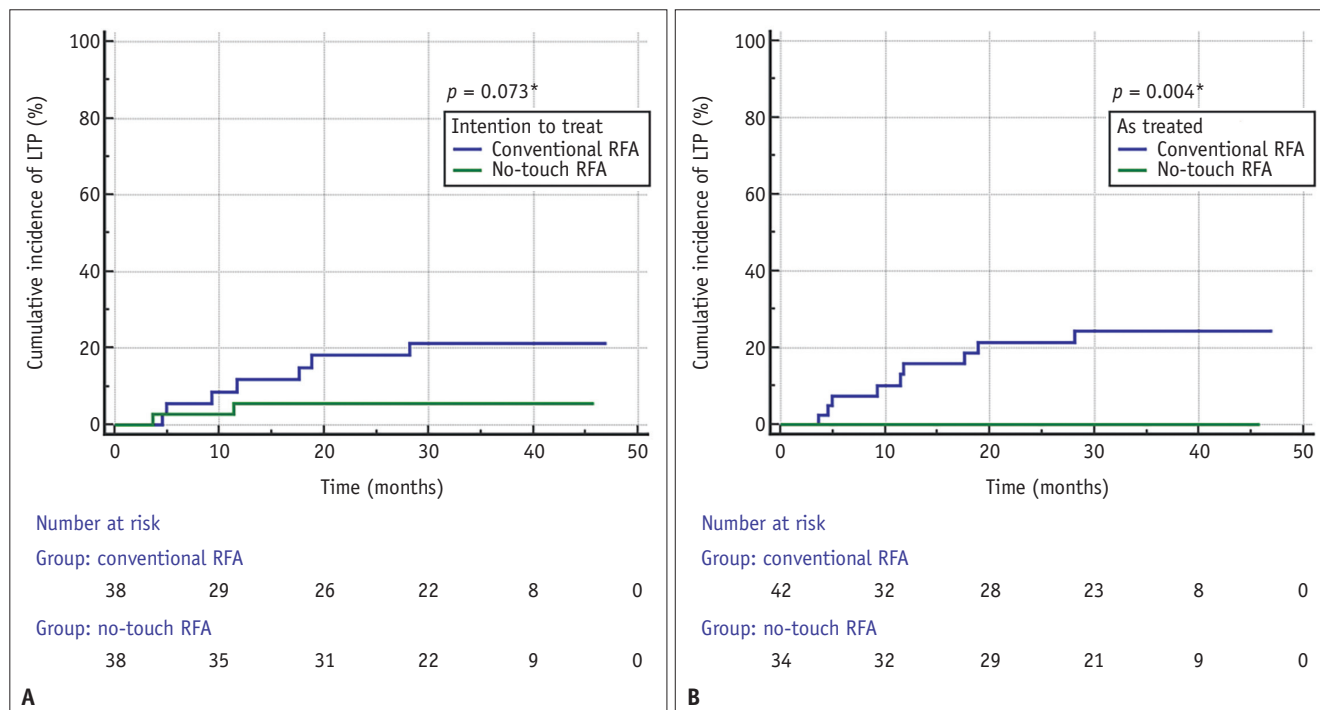 100
80
60
40
20
0
Cumulative incidence of LTP (%)
p = 0.073*
Intention to treat
Conventional RFA
No-touch RFA
0 10 20 30 40 50
Time (months)
Number at risk
Group: conventional RFA
38 29 26 22 8 0
Group: no-touch RFA
38 35 31 22 9 0
A
100
80
60
40
20
0
Cumulative incidence of LTP (%)
p = 0.004*
As treated
Conventional RFA
No-touch RFA
0 10 20 30 40 50
Time (months)
Number at risk
Group: conventional RFA
42 32 28 23 8 0
Group: no-touch RFA
34 32 29 21 9 0
B